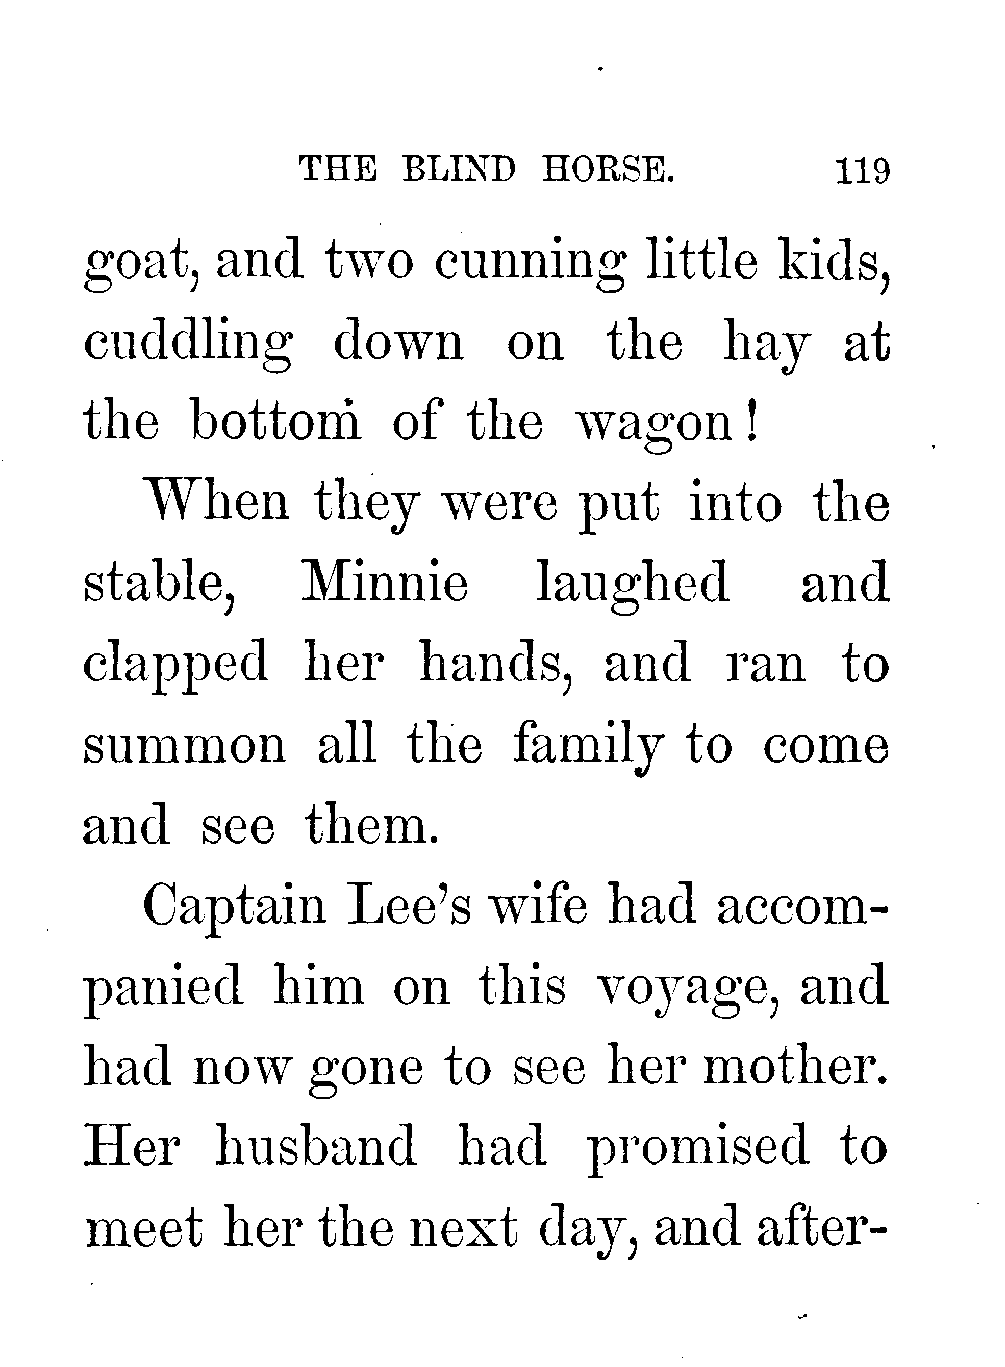 THE BLIND HORSE. 119
goat, and two cunning little kids,
cuddling down on the hay at
the bottom of the wagon!
When they were put into the
stable, Minnie laughed and
clapped her hands, and ran to
summon all the family to come
and see them.
Captain Lee's wife had accom-
panied him on this voyage, and
had now gone to see her mother.
Her husband had promised to
meet her the next day, and after-